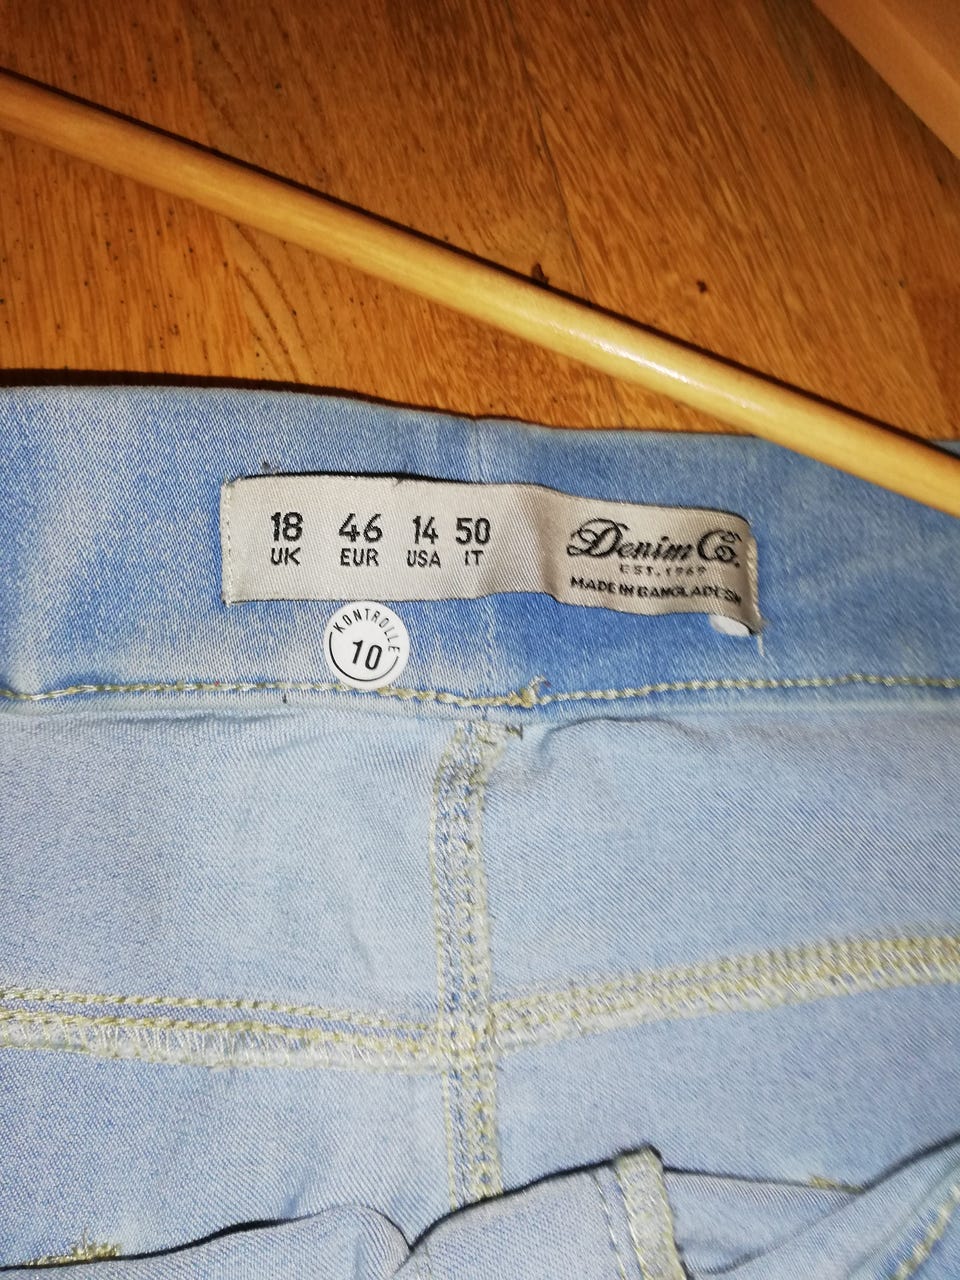 18 46 14 50
UK EUR USA IT
Denim Co.
EST. 1969
MADE IN BANGLADESH
KONTROLLE
10